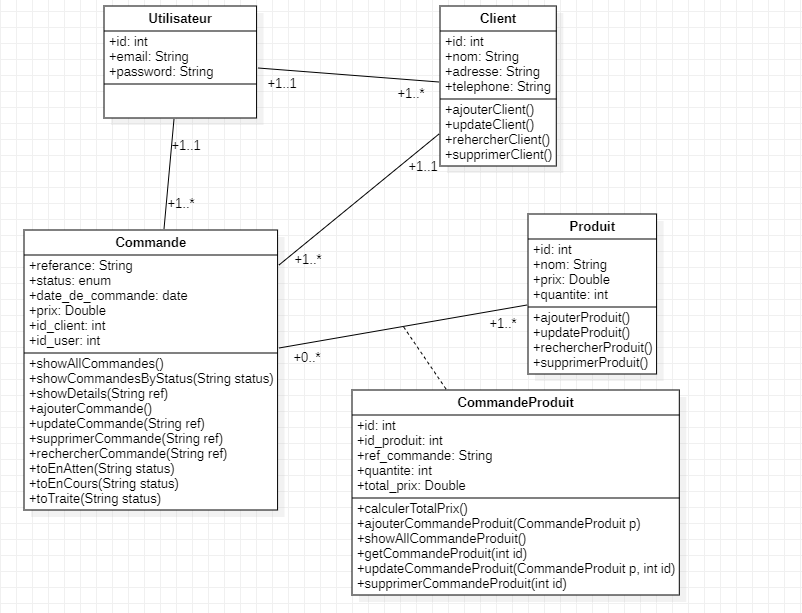 Utilisateur
+id: int
+email: String
+password: String
Client
+id: int
+nom: String
+adresse: String
+telephone: String
+ajouterClient()
+updateClient()
+rehercherClient()
+supprimerClient()
+1..1
+1..*
+1..1
+1..*
+1..1
+1..*
Commande
+referance: String
+status: enum
+date_de_commande: date
+prix: Double
+id_client: int
+id_user: int
+showAllCommandes()
+showCommandesByStatus(String status)
+showDetails(String ref)
+ajouterCommande()
+updateCommande(String ref)
+supprimerCommande(String ref)
+rechercherCommande(String ref)
+toEnAtten(String status)
+toEnCours(String status)
+toTraite(String status)
Produit
+id: int
+nom: String
+prix: Double
+quantite: int
+ajouterProduit()
+updateProduit()
+rechercherProduit()
+supprimerProduit()
+1..*
+0..*
CommandeProduit
+id: int
+id_produit: int
+ref_commande: String
+quantite: int
+total_prix: Double
+calculerTotalPrix()
+ajouterCommandeProduit(CommandeProduit p)
+showAllCommandeProduit()
+getCommandeProduit(int id)
+updateCommandeProduit(CommandeProduit p, int id)
+supprimerCommandeProduit(int id)